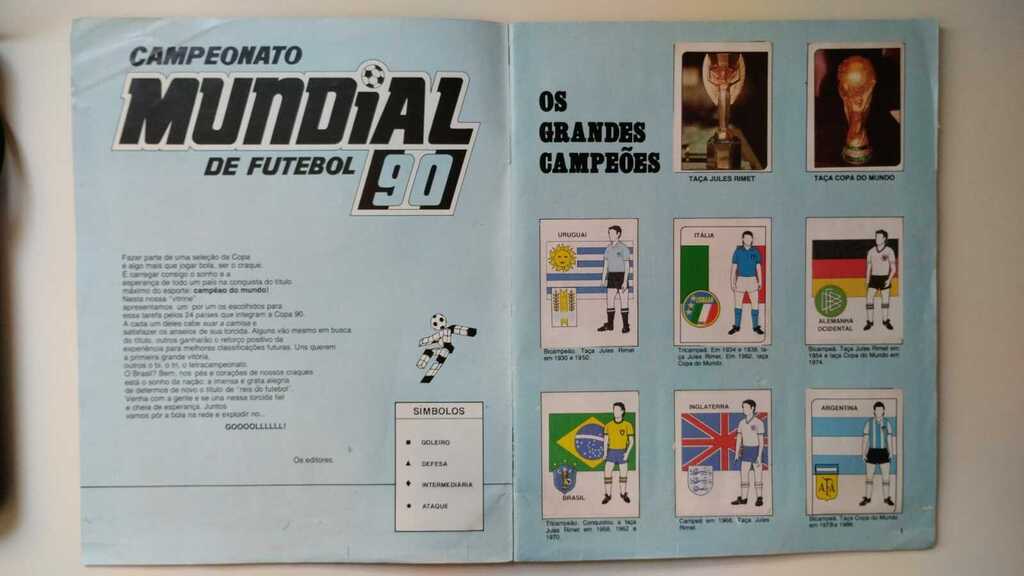 CAMPEONATO
MUNDIAL
DE FUTEBOL 90
Fazer parte de uma seleção da Copa
é algo mais que jogar bola, ser o craque.
É carregar consigo o sonho e a
esperança de todo um país na conquista do título
máximo do esporte: campeão do mundo!
Nesta nossa "vitrine"
apresentamos um por um os escolhidos para
essa tarefa pelos 24 países que integram a Copa 90.
A cada um deles cabe suar a camisa e
satisfazer os anseios de sua torcida. Alguns vão mesmo em busca
do título, outros ganharão o reforço positivo da
experiência para melhores classificações futuras. Uns querem
a primeira grande vitória,
outros o bi, o tri, o tetracampeonato.
O Brasil? Bem, nos pés e corações de nossos craques
está o sonho da nação: a imensa e grata alegria
de determos de novo o título de "reis do futebol".
Venha com a gente e se una nessa torcida fiel
e cheia de esperança. Juntos
vamos pôr a bola na rede e explodir no...
GOOOOLLLLLL!
Os editores.
SÍMBOLOS
GOLEIRO
DEFESA
INTERMEDIÁRIA
ATAQUE
OS
GRANDES
CAMPEÕES
TAÇA JULES RIMET
TAÇA COPA DO MUNDO
URUGUAI
Bicampeão. Taça Jules Rimet
em 1930 e 1950.
ITÁLIA
ITALIA
Tricampeã. Em 1934 e 1938, ta-
ça Jules Rimet. Em 1982, taça
Copa do Mundo.
ALEMANHA
OCIDENTAL
Bicampeã. Taça Jules Rimet em
1954 e taça Copa do Mundo em
1974.
BRASIL
Tricampeão. Conquistou a taça
Jules Rimet em 1958, 1962 e
1970.
INGLATERRA
Campeã em 1966. Taça Jules
Rimet.
ARGENTINA
AFA
Bicampeã. Taça Copa do Mundo
em 1978 e 1986.
1